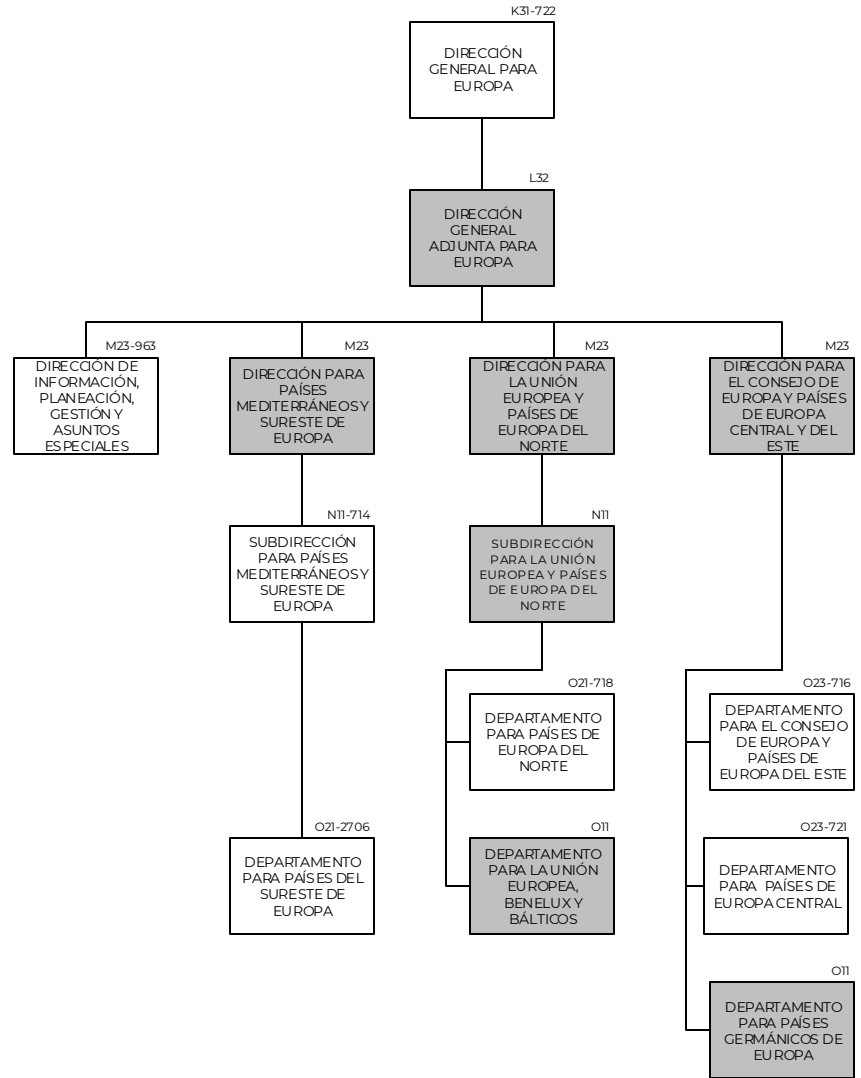 K31-722
DIRECCIÓN
GENERAL PARA
EUROPA
L32
DIRECCIÓN
GENERAL
ADJUNTA PARA
EUROPA
M23-963
DIRECCIÓN DE
INFORMACIÓN,
PLANEACIÓN,
GESTIÓN Y
ASUNTOS
ESPECIALES
M23
DIRECCIÓN PARA
PAÍSES
MEDITERRÁNEOS Y
SURESTE DE
EUROPA
M23
DIRECCIÓN PARA
LA UNIÓN
EUROPEA Y
PAÍSES DE
EUROPA DEL
NORTE
M23
DIRECCIÓN PARA
EL CONSEJO DE
EUROPA Y PAÍSES
DE EUROPA
CENTRAL Y DEL
ESTE
N11-714
SUBDIRECCIÓN
PARA PAÍSES
MEDITERRÁNEOS Y
SURESTE DE
EUROPA
N11
SUBDIRECCIÓN
PARA LA UNIÓN
EUROPEA Y PAÍSES
DE EUROPA DEL
NORTE
O21-718
DEPARTAMENTO
PARA PAÍSES DE
EUROPA DEL
NORTE
O23-716
DEPARTAMENTO
PARA EL CONSEJO
DE EUROPA Y
PAÍSES DE
EUROPA DEL ESTE
O21-2706
DEPARTAMENTO
PARA PAÍSES DEL
SURESTE DE
EUROPA
O11
DEPARTAMENTO
PARA LA UNIÓN
EUROPEA,
BENELUX Y
BÁLTICOS
O23-721
DEPARTAMENTO
PARA PAÍSES DE
EUROPA CENTRAL
O11
DEPARTAMENTO
PARA PAÍSES
GERMÁNICOS DE
EUROPA